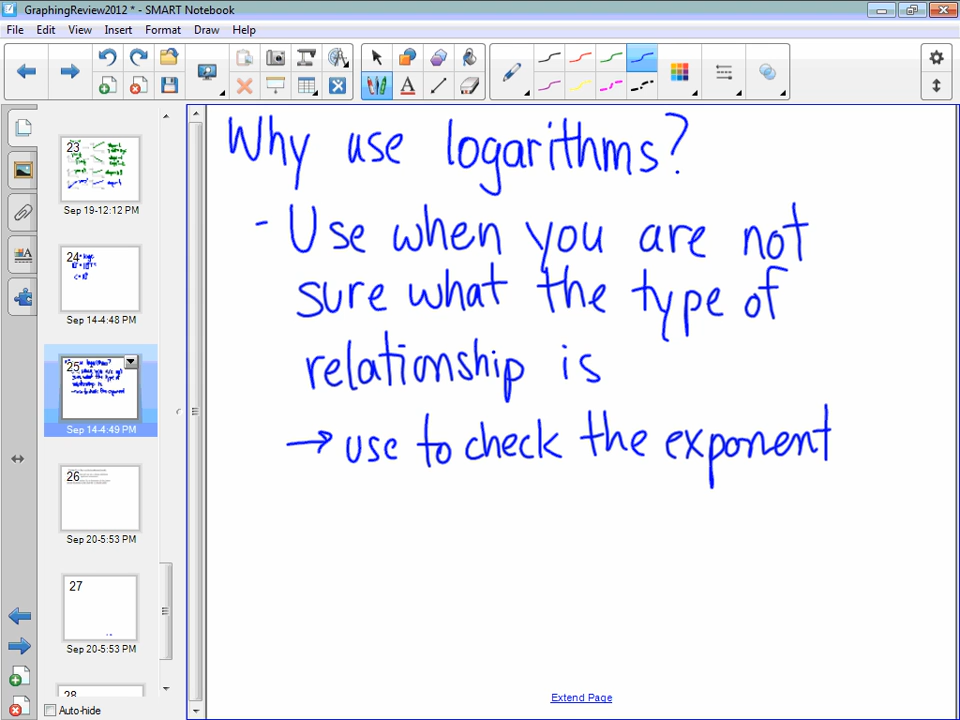 GraphingReview2012 * - SMART Notebook
File Edit View Insert Format Draw Help
23
Sep 19-12:12 PM
24
Sep 14-4:48 PM
25
Sep 14-4:49 PM
26
Sep 20-5:53 PM
27
Sep 20-5:53 PM
28
Auto-hide
Why use logarithms?
- Use when you are not
sure what the type of
relationship is
→ use to check the exponent
Extend Page